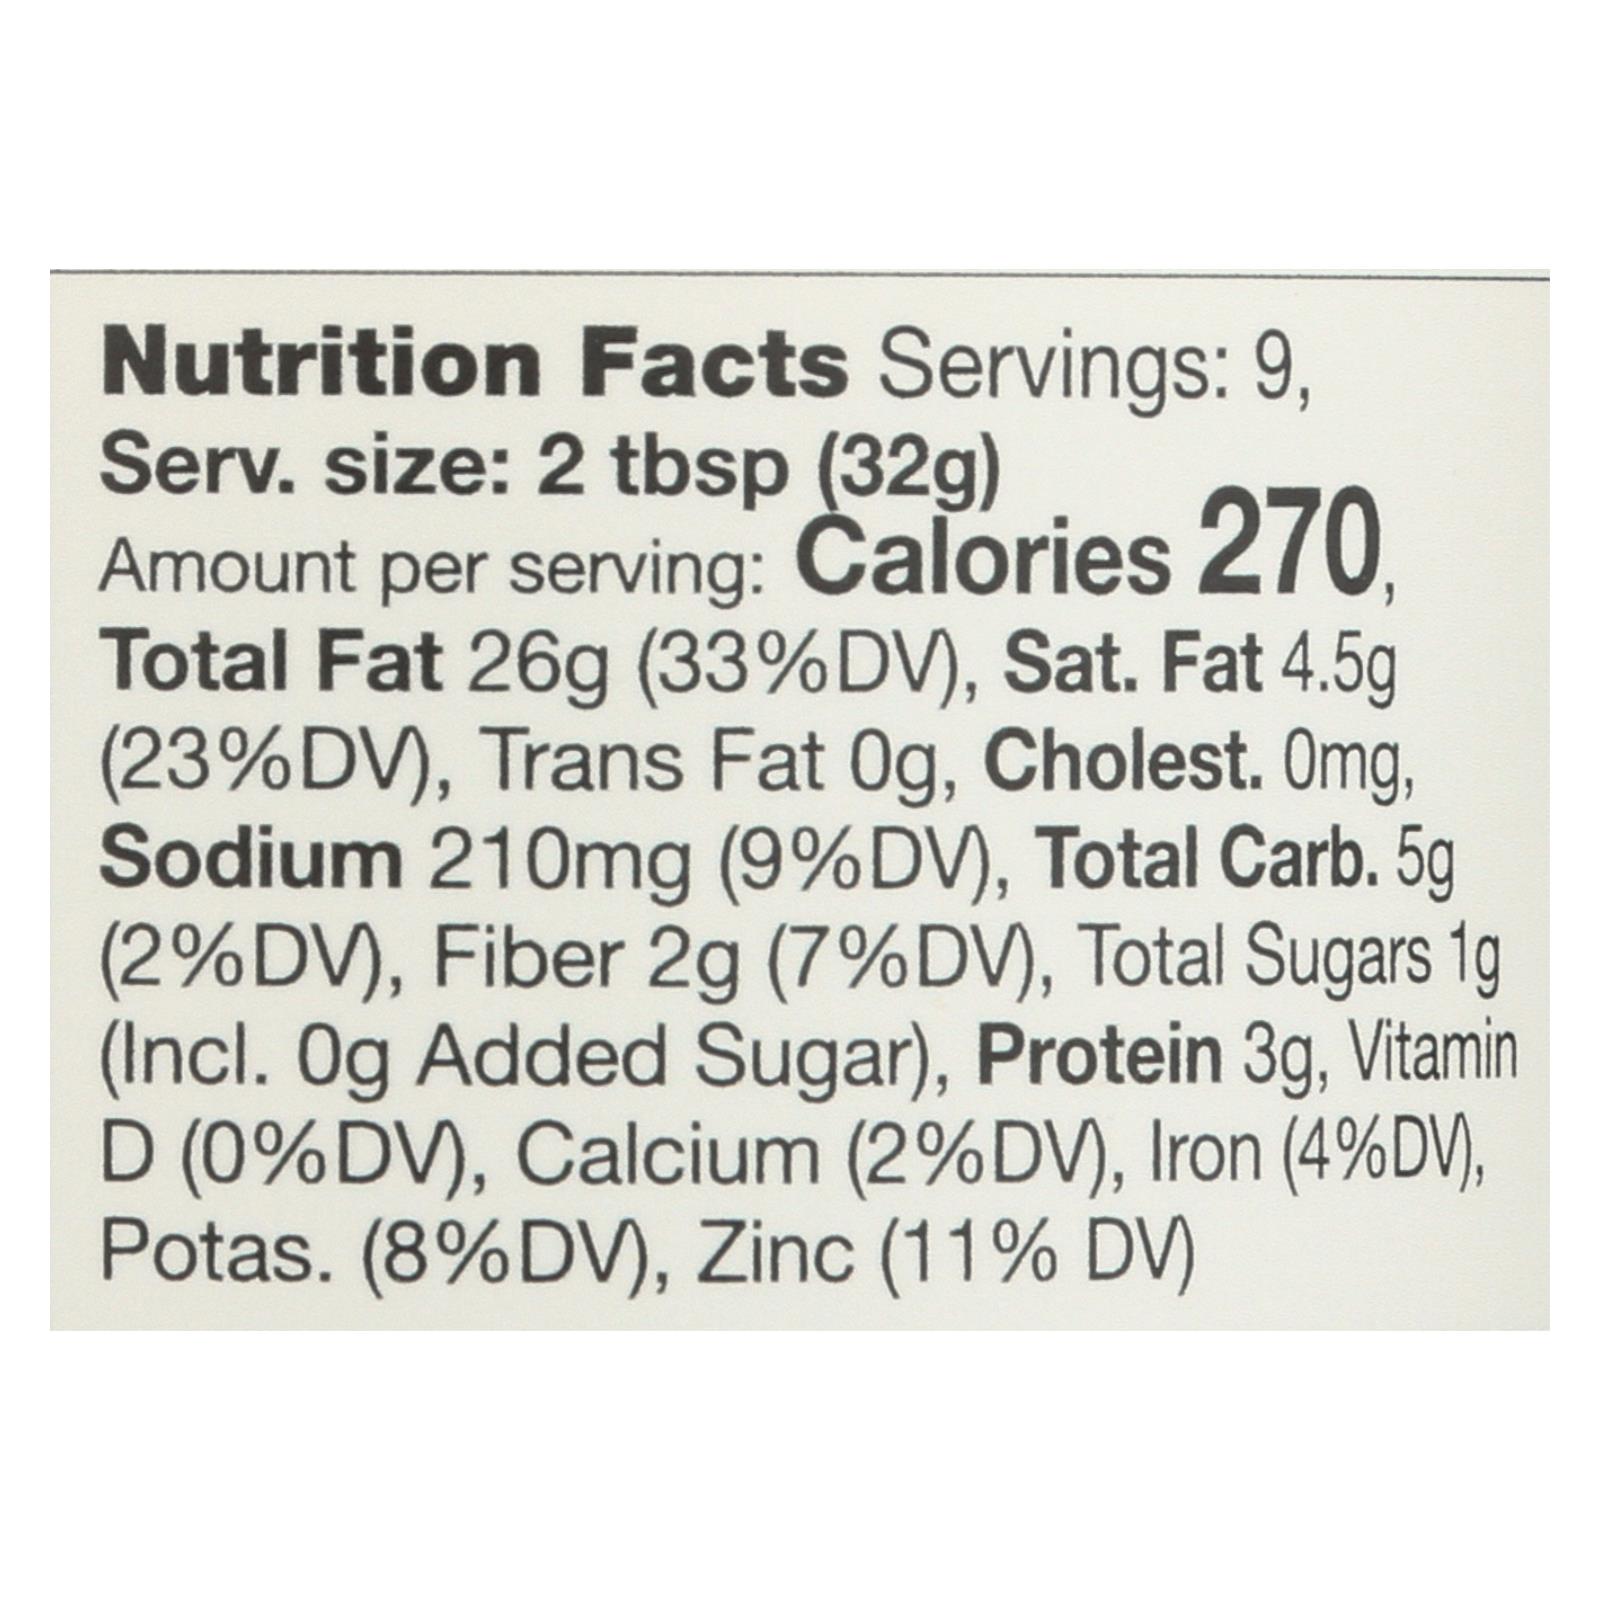 Nutrition Facts Servings: 9,
Serv. size: 2 tbsp (32g)
Amount per serving: Calories 270,
Total Fat 26g (33%DV), Sat. Fat 4.5g
(23%DV), Trans Fat 0g, Cholest. 0mg,
Sodium 210mg (9%DV), Total Carb. 5g
(2%DV), Fiber 2g (7%DV), Total Sugars 1g
(Incl. 0g Added Sugar), Protein 3g, Vitamin
D (0%DV), Calcium (2%DV), Iron (4%DV),
Potas. (8%DV), Zinc (11% DV)